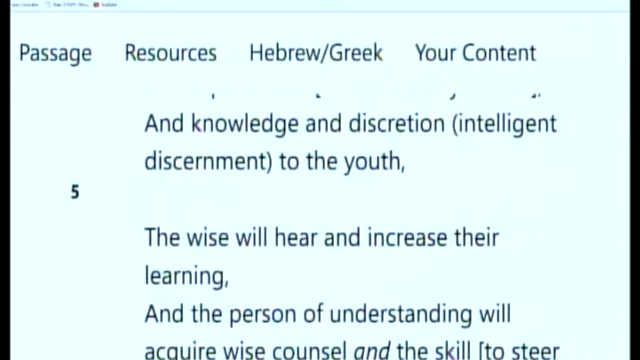 Passage Resources Hebrew/Greek Your Content
And knowledge and discretion (intelligent
discernment) to the youth,
5
The wise will hear and increase their
learning,
And the person of understanding will
acquire wise counsel and the skill [to steer